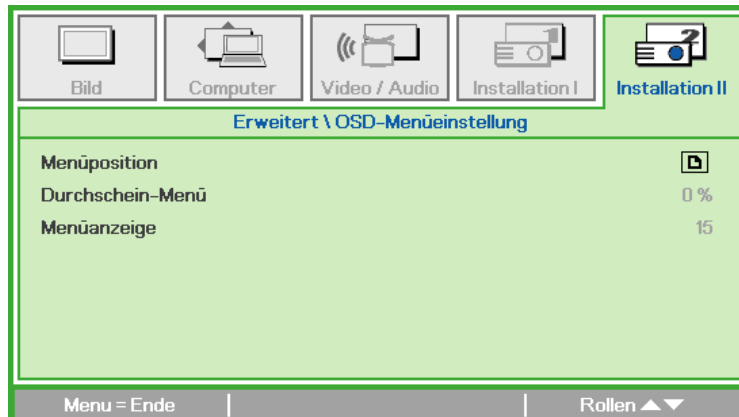 Bild
Computer
Video / Audio
Installation I
Installation II
Erweitert \ OSD-Menüeinstellung
Menüposition
Durchschein-Menü
0 %
Menüanzeige
15
Menu = Ende
Rollen ▲▼